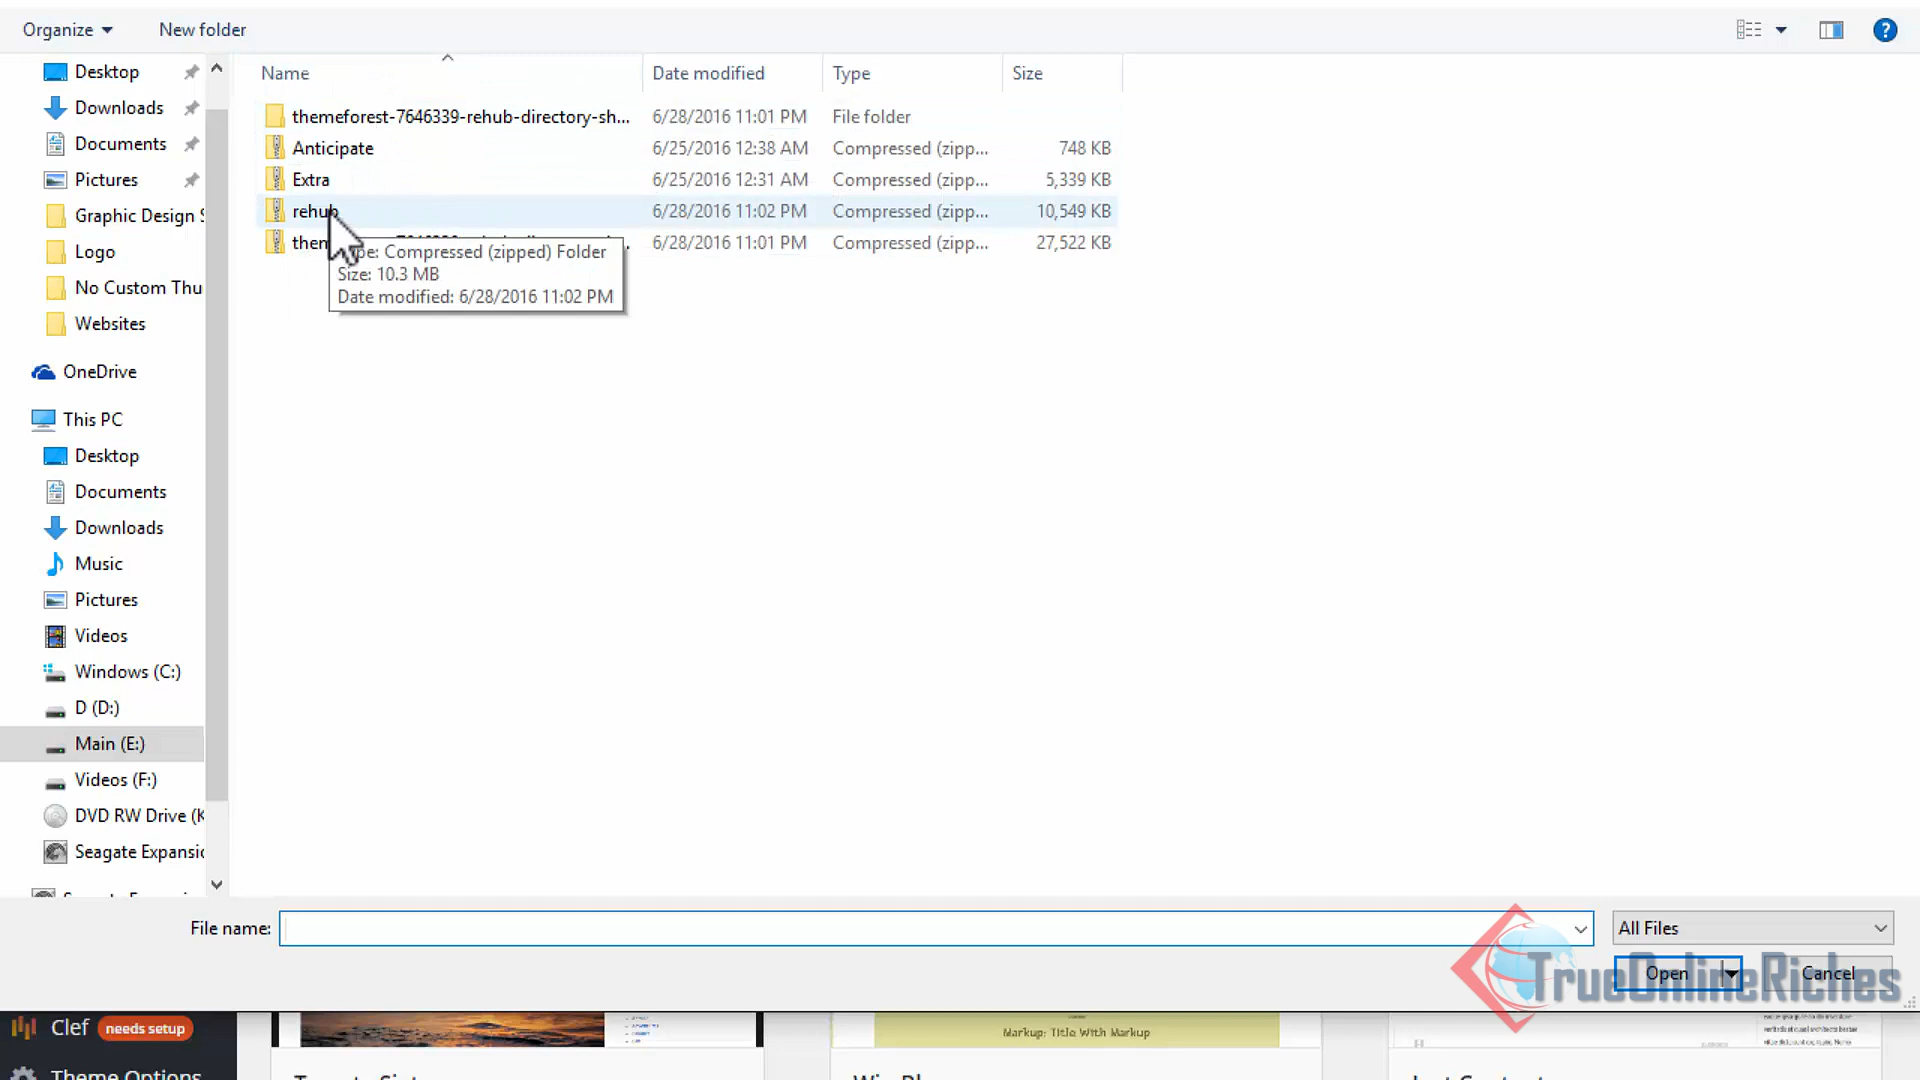 Organize
New folder
Name
Date modified
Type
Size
themeforest-7646339-rehub-directory-sh...
6/28/2016 11:01 PM
File folder
Anticipate
6/25/2016 12:38 AM
Compressed (zipp...
748 KB
Extra
6/25/2016 12:31 AM
Compressed (zipp...
5,339 KB
rehub
6/28/2016 11:02 PM
Compressed (zipp...
10,549 KB
6/28/2016 11:01 PM
Compressed (zipp...
27,522 KB
Compressed (zipped) Folder
Size: 10.3 MB
Date modified: 6/28/2016 11:02 PM
Desktop
Downloads
Documents
Pictures
Graphic Design S
Logo
No Custom Thu
Websites
OneDrive
This PC
Desktop
Documents
Downloads
Music
Pictures
Videos
Windows (C:)
D (D:)
Main (E:)
Videos (F:)
DVD RW Drive (K
Seagate Expansio
File name:
All Files
Open
Cancel
TrueOnlineRiches
Clef needs setup
Theme Options
Markup: Title With Markup